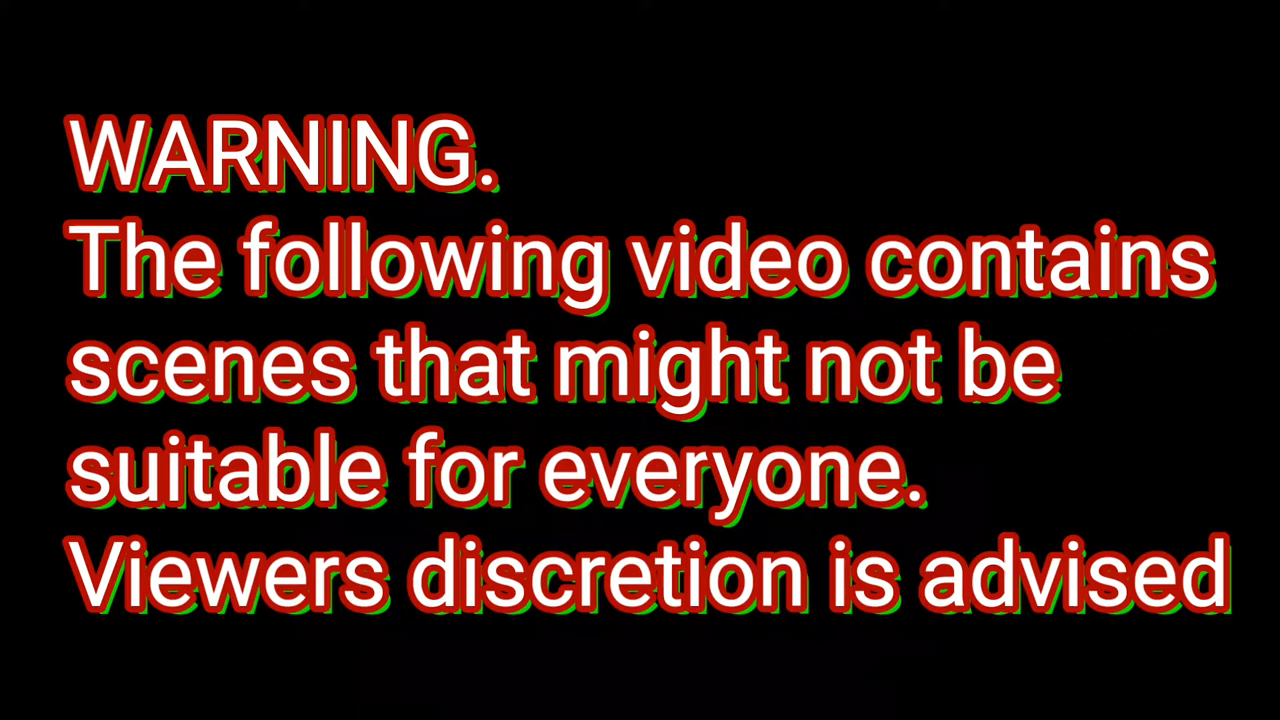 WARNING.
The following video contains
scenes that might not be
suitable for everyone.
Viewers discretion is advised